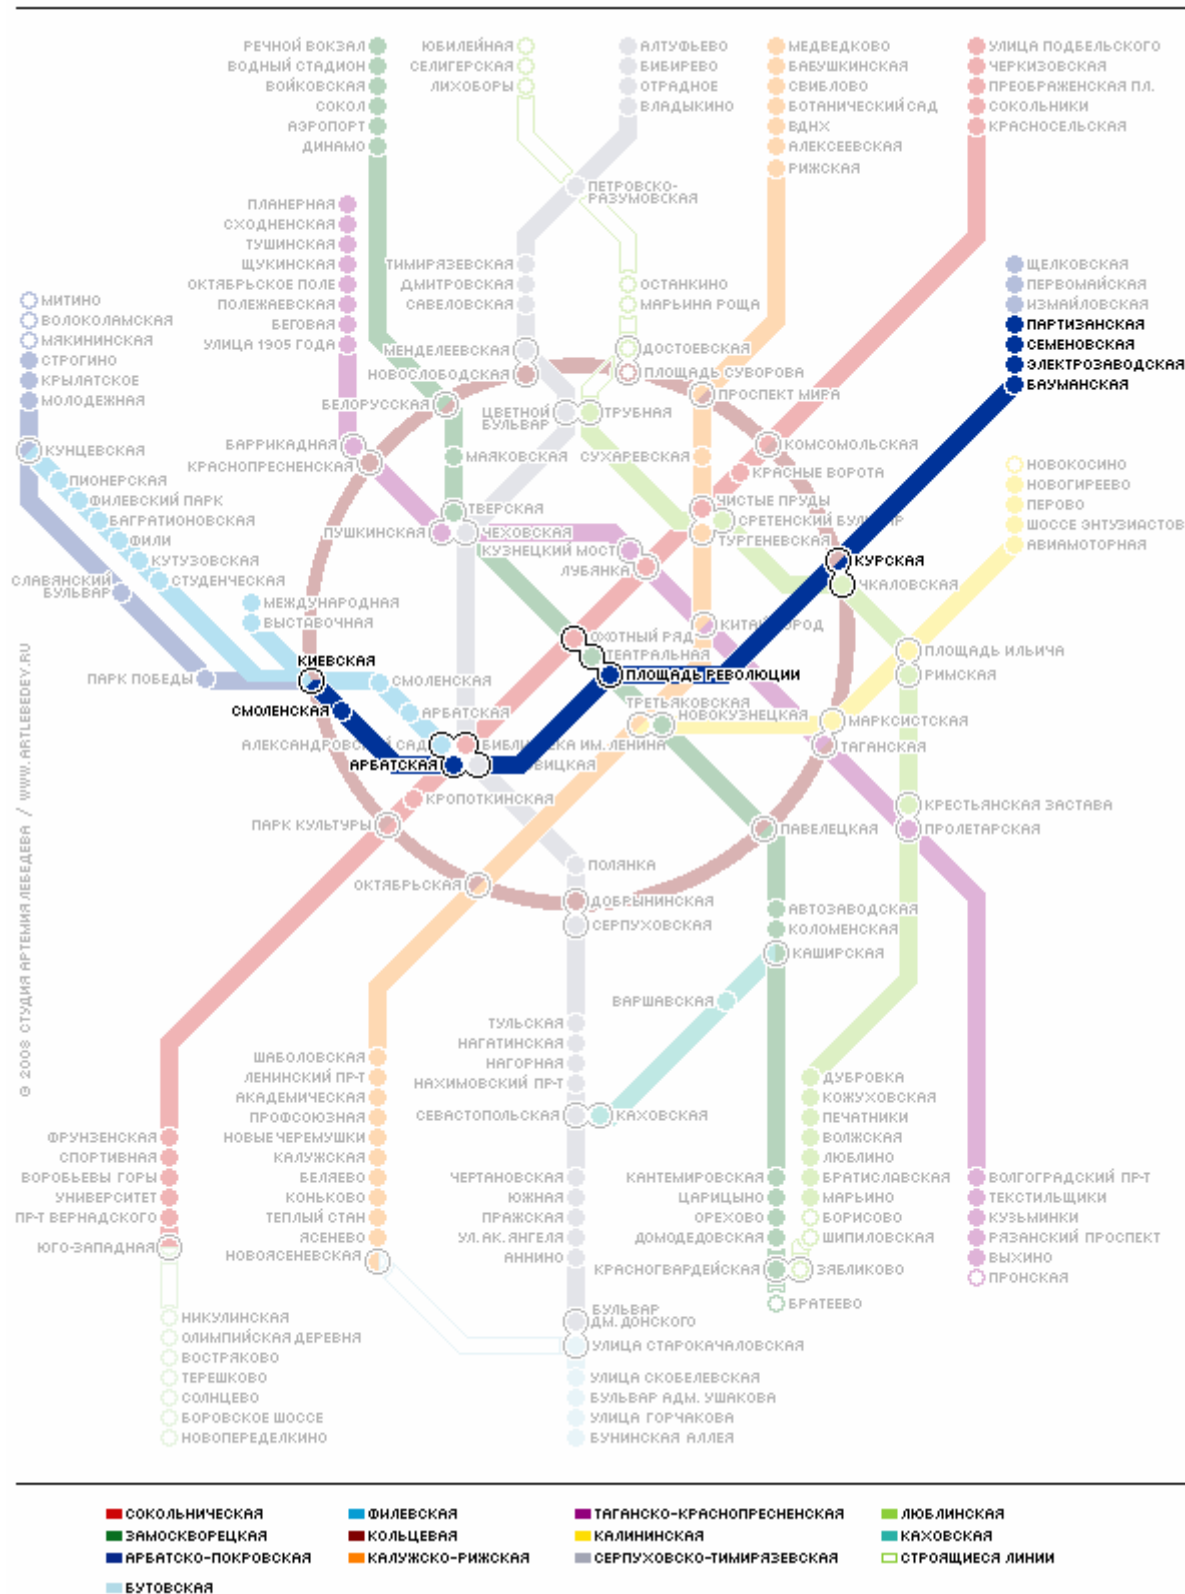 РЕЧНОЙ ВОКЗАЛ
ВОДНЫЙ СТАДИОН
ВОЙКОВСКАЯ
СОКОЛ
АЭРОПОРТ
ДИНАМО
ЮБИЛЕЙНАЯ
СЕЛИГЕРСКАЯ
ЛИХОБОРЫ
АЛТУФЬЕВО
БИБИРЕВО
ОТРАДНОЕ
ВЛАДЫКИНО
МЕДВЕДКОВО
БАБУШКИНСКАЯ
СВИБЛОВО
БОТАНИЧЕСКИЙ САД
ВДНХ
АЛЕКСЕЕВСКАЯ
РИЖСКАЯ
УЛИЦА ПОДБЕЛЬСКОГО
ЧЕРКИЗОВСКАЯ
ПРЕОБРАЖЕНСКАЯ ПЛ.
СОКОЛЬНИКИ
КРАСНОСЕЛЬСКАЯ
ПЕТРОВСКО-
РАЗУМОВСКАЯ
ПЛАНЕРНАЯ
СХОДНЕНСКАЯ
ТУШИНСКАЯ
ЩУКИНСКАЯ
ОКТЯБРЬСКОЕ ПОЛЕ
ПОЛЕЖАЕВСКАЯ
БЕГОВАЯ
УЛИЦА 1905 ГОДА
ТИМИРЯЗЕВСКАЯ
ДМИТРОВСКАЯ
САВЕЛОВСКАЯ
ОСТАНКИНО
МАРЬИНА РОЩА
ЩЕЛКОВСКАЯ
ПЕРВОМАЙСКАЯ
ИЗМАЙЛОВСКАЯ
ПАРТИЗАНСКАЯ
СЕМЕНОВСКАЯ
ЭЛЕКТРОЗАВОДСКАЯ
БАУМАНСКАЯ
МИТИНО
ВОЛОКОЛАМСКАЯ
МЯКИНИНСКАЯ
СТРОГИНО
КРЫЛАТСКОЕ
МОЛОДЕЖНАЯ
МЕНДЕЛЕЕВСКАЯ
НОВОСЛОБОДСКАЯ
ДОСТОЕВСКАЯ
ПЛОЩАДЬ СУВОРОВА
БЕЛОРУССКАЯ
ЦВЕТНОЙ
БУЛЬВАР
ТРУБНАЯ
ПРОСПЕКТ МИРА
КУНЦЕВСКАЯ
БАРРИКАДНАЯ
КРАСНОПРЕСНЕНСКАЯ
МАЯКОВСКАЯ
СУХАРЕВСКАЯ
КОМСОМОЛЬСКАЯ
КРАСНЫЕ ВОРОТА
НОВОКОСИНО
НОВОГИРЕЕВО
ПЕРОВО
ШОССЕ ЭНТУЗИАСТОВ
АВИАМОТОРНАЯ
ПИОНЕРСКАЯ
ФИЛЕВСКИЙ ПАРК
БАГРАТИОНОВСКАЯ
ФИЛИ
КУТУЗОВСКАЯ
СТУДЕНЧЕСКАЯ
СЛАВЯНСКИЙ
БУЛЬВАР
ТВЕРСКАЯ
ПУШКИНСКАЯ
ЧЕХОВСКАЯ
КУЗНЕЦКИЙ МОСТ
ЛУБЯНКА
ЧИСТЫЕ ПРУДЫ
СРЕТЕНСКИЙ
ТУРГЕНЕВСКАЯ
КУРСКАЯ
ЧКАЛОВСКАЯ
МЕЖДУНАРОДНАЯ
ВЫСТАВОЧНАЯ
ОХОТНЫЙ РЯД
ТЕАТРАЛЬНАЯ
ПЛОЩАДЬ РЕВОЛЮЦИИ
ПЛОЩАДЬ ИЛЬИЧА
РИМСКАЯ
КИЕВСКАЯ
ПАРК ПОБЕДЫ
СМОЛЕНСКАЯ
СМОЛЕНСКАЯ
АРБАТСКАЯ
АЛЕКСАНДРОВСКИЙ САД
БИБЛИОТЕКА ИМ. ЛЕНИНА
АРБАТСКАЯ
ТРЕТЬЯКОВСКАЯ
НОВОКУЗНЕЦКАЯ
МАРКСИСТСКАЯ
ТАГАНСКАЯ
КРОПОТКИНСКАЯ
ПАРК КУЛЬТУРЫ
ОКТЯБРЬСКАЯ
ПОЛЯНКА
ДОБРЫНИНСКАЯ
СЕРПУХОВСКАЯ
ПАВЕЛЕЦКАЯ
КРЕСТЬЯНСКАЯ ЗАСТАВА
ПРОЛЕТАРСКАЯ
АВТОЗАВОДСКАЯ
КОЛОМЕНСКАЯ
КАШИРСКАЯ
ВАРШАВСКАЯ
© 2008 СТУДИЯ АРТЕМИЯ ЛЕБЕДЕВА / WWW.ARTLEBEDEV.RU
ШАБОЛОВСКАЯ
ЛЕНИНСКИЙ ПР-Т
АКАДЕМИЧЕСКАЯ
ПРОФСОЮЗНАЯ
НОВЫЕ ЧЕРЕМУШКИ
КАЛУЖСКАЯ
БЕЛЯЕВО
КОНЬКОВО
ТЕПЛЫЙ СТАН
ЯСЕНЕВО
НОВОЯСЕНЕВСКАЯ
ТУЛЬСКАЯ
НАГАТИНСКАЯ
НАГОРНАЯ
НАХИМОВСКИЙ ПР-Т
СЕВАСТОПОЛЬСКАЯ
КАХОВСКАЯ
ЧЕРТАНОВСКАЯ
ЮЖНАЯ
ПРАЖСКАЯ
УЛ. АК. ЯНГЕЛЯ
АННИНО
ФРУНЗЕНСКАЯ
СПОРТИВНАЯ
ВОРОБЬЕВЫ ГОРЫ
УНИВЕРСИТЕТ
ПР-Т ВЕРНАДСКОГО
ЮГО-ЗАПАДНАЯ
КАНТЕМИРОВСКАЯ
ЦАРИЦЫНО
ОРЕХОВО
ДОМОДЕДОВСКАЯ
КРАСНОГВАРДЕЙСКАЯ
БРАТЕЕВО
ДУБРОВКА
КОЖУХОВСКАЯ
ПЕЧАТНИКИ
ВОЛЖСКАЯ
ЛЮБЛИНО
БРАТИСЛАВСКАЯ
МАРЬИНО
БОРИСОВО
ШИПИЛОВСКАЯ
ЗЯБЛИКОВО
ВОЛГОГРАДСКИЙ ПР-Т
ТЕКСТИЛЬЩИКИ
КУЗЬМИНКИ
РЯЗАНСКИЙ ПРОСПЕКТ
ВЫХИНО
ПРОНСКАЯ
НИКУЛИНСКАЯ
ОЛИМПИЙСКАЯ ДЕРЕВНЯ
ВОСТРЯКОВО
ТЕРЕШКОВО
СОЛНЦЕВО
БОРОВСКОЕ ШОССЕ
НОВОПЕРЕДЕЛКИНО
БУЛЬВАР
ДМ. ДОНСКОГО
УЛИЦА СТАРОКАЧАЛОВСКАЯ
УЛИЦА СКОБЕЛЕВСКАЯ
БУЛЬВАР АДМ. УШАКОВА
УЛИЦА ГОРЧАКОВА
БУНИНСКАЯ АЛЛЕЯ
СОКОЛЬНИЧЕСКАЯ
ЗАМОСКВОРЕЦКАЯ
АРБАТСКО-ПОКРОВСКАЯ
БУТОВСКАЯ
ФИЛЕВСКАЯ
КОЛЬЦЕВАЯ
КАЛУЖСКО-РИЖСКАЯ
ТАГАНСКО-КРАСНОПРЕСНЕНСКАЯ
КАЛИНИНСКАЯ
СЕРПУХОВСКО-ТИМИРЯЗЕВСКАЯ
ЛЮБЛИНСКАЯ
КАХОВСКАЯ
СТРОЯЩИЕСЯ ЛИНИИ